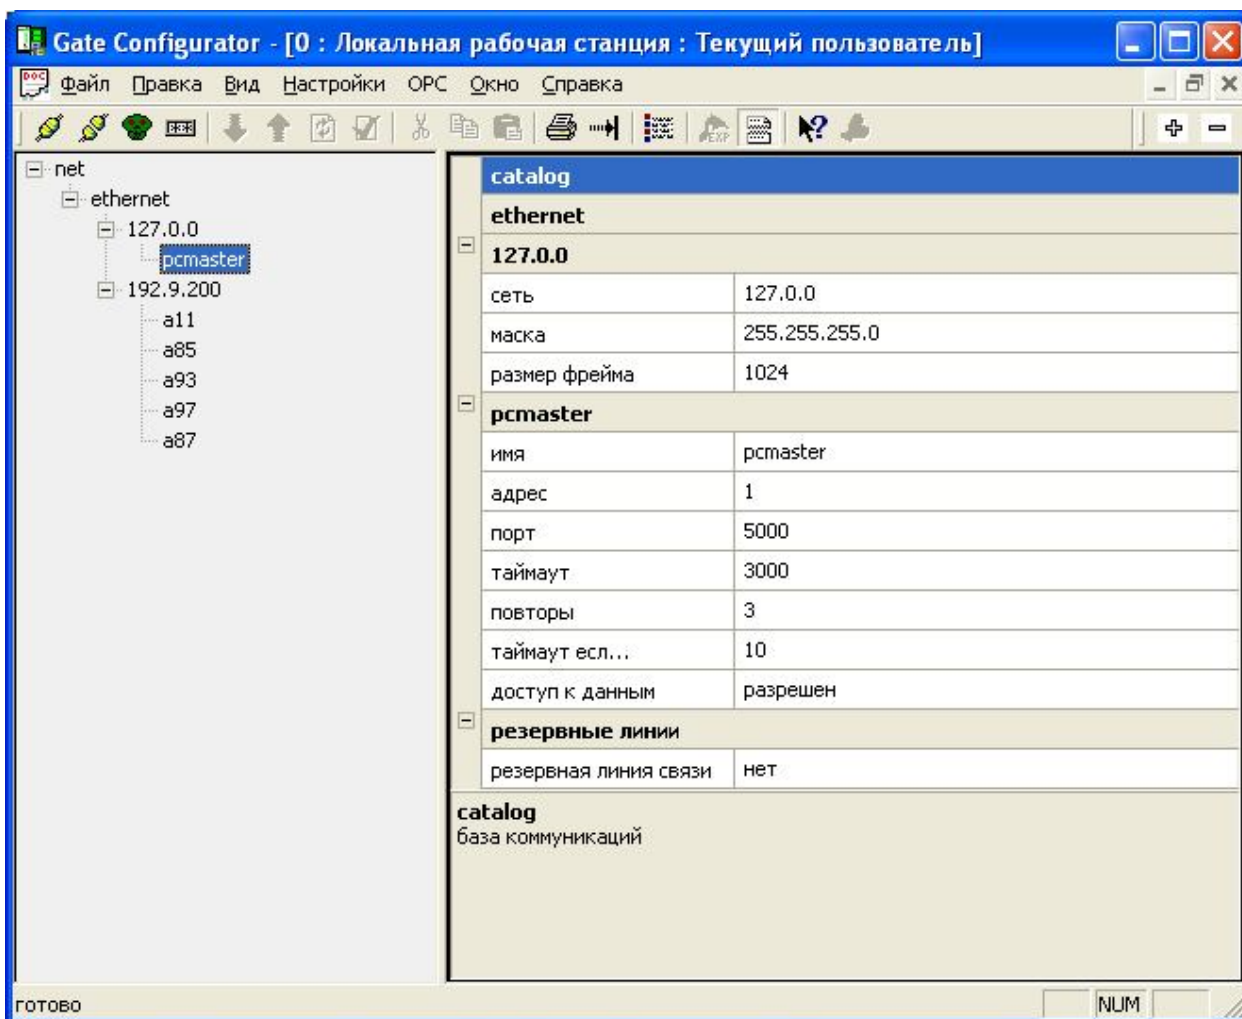 Gate Configurator - [0 : Локальная рабочая станция : Текущий пользователь]
Файл Правка Вид Настройки OPC Окно Справка
net
ethernet
127.0.0
pcmaster
192.9.200
a11
a85
a93
a97
a87
catalog
ethernet
127.0.0
сеть 127.0.0
маска 255.255.255.0
размер фрейма 1024
pcmaster
имя pcmaster
адрес 1
порт 5000
таймаут 3000
повторы 3
таймаут есл... 10
доступ к данным разрешен
резервные линии
резервная линия связи нет
catalog
база коммуникаций
готово NUM